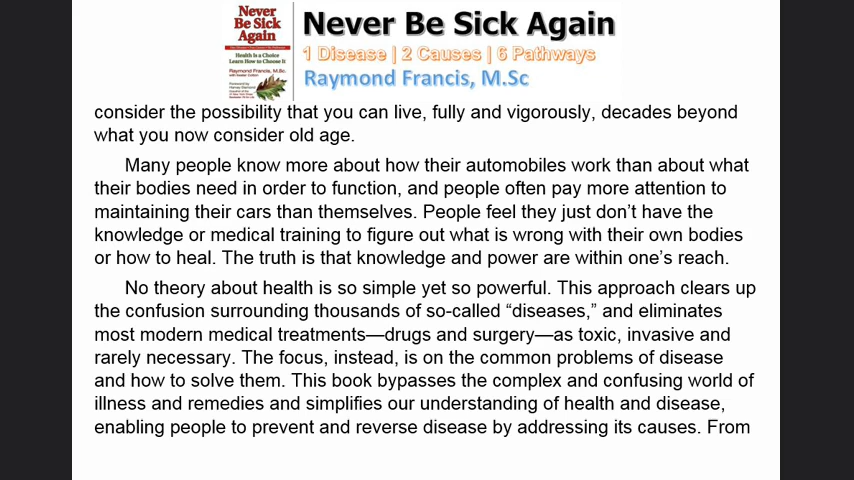 Never
Be Sick
Again
Health Is a Choice
Learn How to Choose It
Raymond Francis, M.Sc.
Never Be Sick Again
1 Disease | 2 Causes | 6 Pathways
Raymond Francis, M.Sc
consider the possibility that you can live, fully and vigorously, decades beyond
what you now consider old age.
Many people know more about how their automobiles work than about what
their bodies need in order to function, and people often pay more attention to
maintaining their cars than themselves. People feel they just don’t have the
knowledge or medical training to figure out what is wrong with their own bodies
or how to heal. The truth is that knowledge and power are within one’s reach.
No theory about health is so simple yet so powerful. This approach clears up
the confusion surrounding thousands of so-called “diseases,” and eliminates
most modern medical treatments—drugs and surgery—as toxic, invasive and
rarely necessary. The focus, instead, is on the common problems of disease
and how to solve them. This book bypasses the complex and confusing world of
illness and remedies and simplifies our understanding of health and disease,
enabling people to prevent and reverse disease by addressing its causes. From